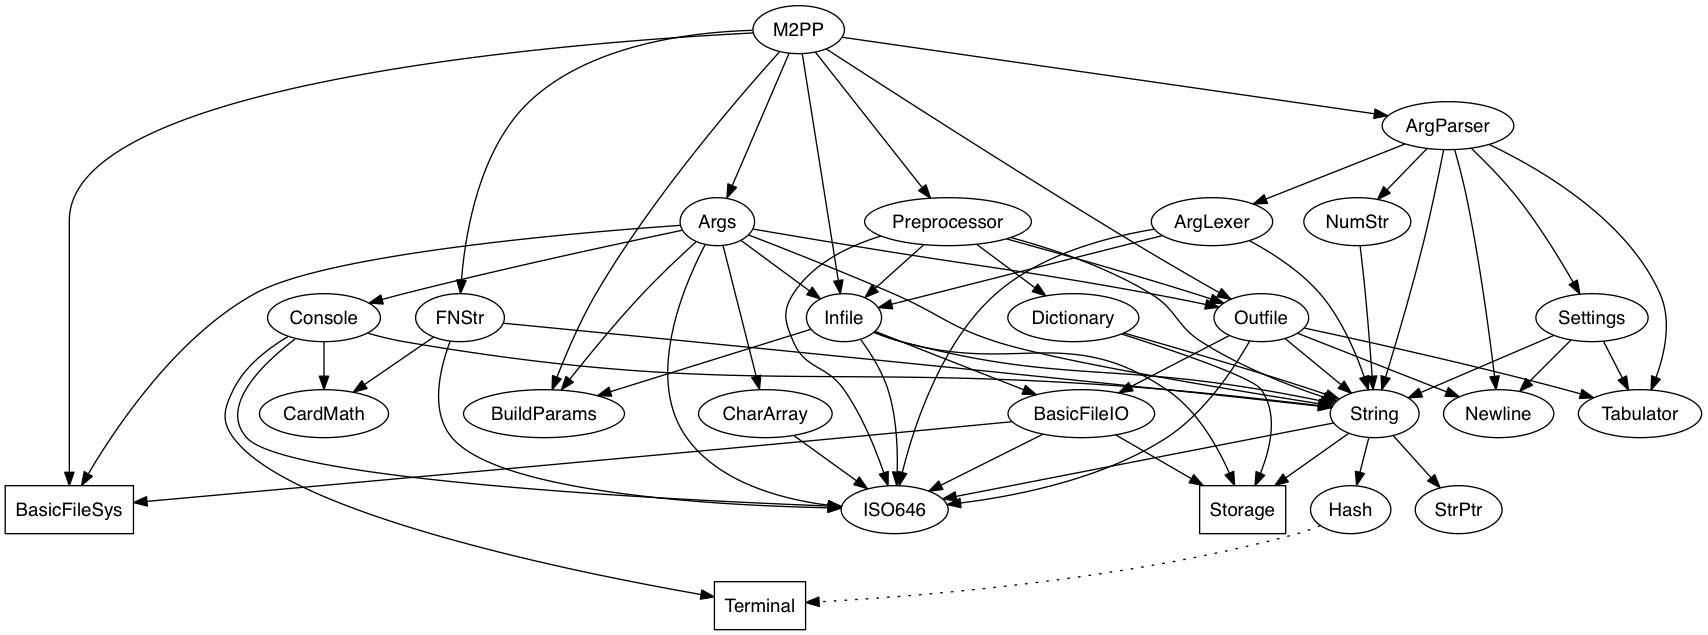 M2PP
ArgParser
Args
Preprocessor
ArgLexer
NumStr
Console
FNStr
Infile
Dictionary
Outfile
Settings
CardMath
BuildParams
CharArray
BasicFileIO
String
Newline
Tabulator
BasicFileSys
ISO646
Storage
Hash
StrPtr
Terminal